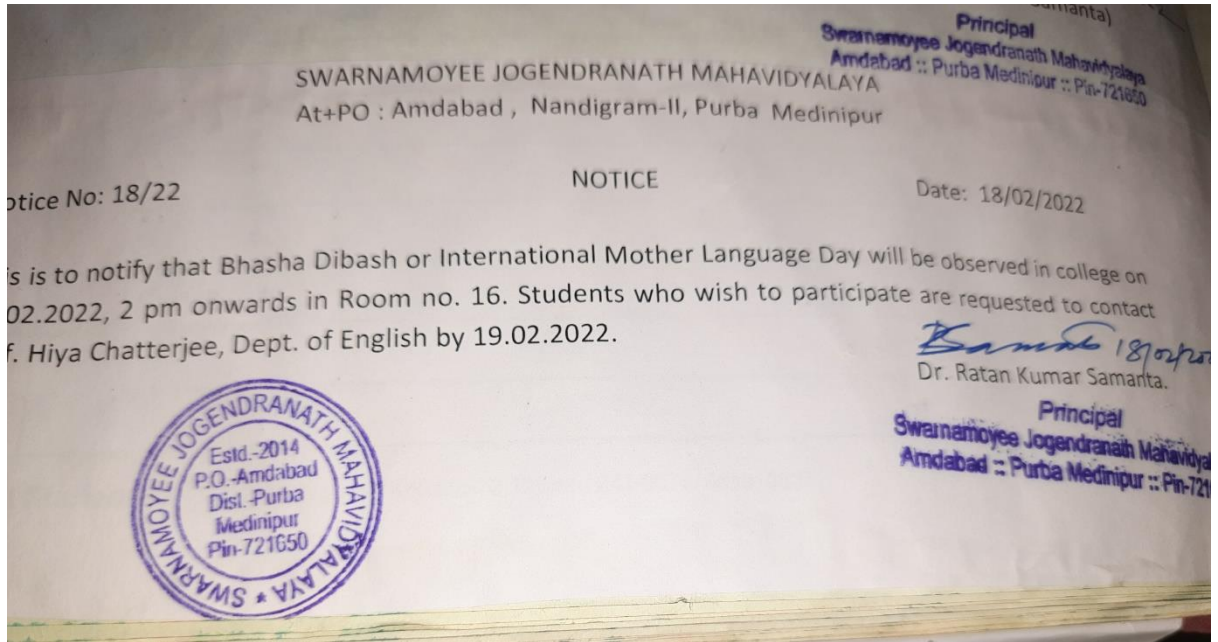 Principal
Swarnamoyee Jogendranath Mahavidyalaya
Amdabad :: Purba Medinipur :: Pin-721650
SWARNAMOYEE JOGENDRANATH MAHAVIDYALAYA
At+PO : Amdabad , Nandigram-II, Purba Medinipur
NOTICE
otice No: 18/22
Date: 18/02/2022
s is to notify that Bhasha Dibash or International Mother Language Day will be observed in college on
02.2022, 2 pm onwards in Room no. 16. Students who wish to participate are requested to contact
f. Hiya Chatterjee, Dept. of English by 19.02.2022.
18/02/20
Dr. Ratan Kumar Samanta.
Principal
Swarnamoyee Jogendranath Mahavidyal
Amdabad :: Purba Medinipur :: Pin-721
SWARNAMOYEE JOGENDRANATH MAHAVIDYALAYA *
Estd.-2014
P.O.-Amdabad
Dist.-Purba
Medinipur
Pin-721650